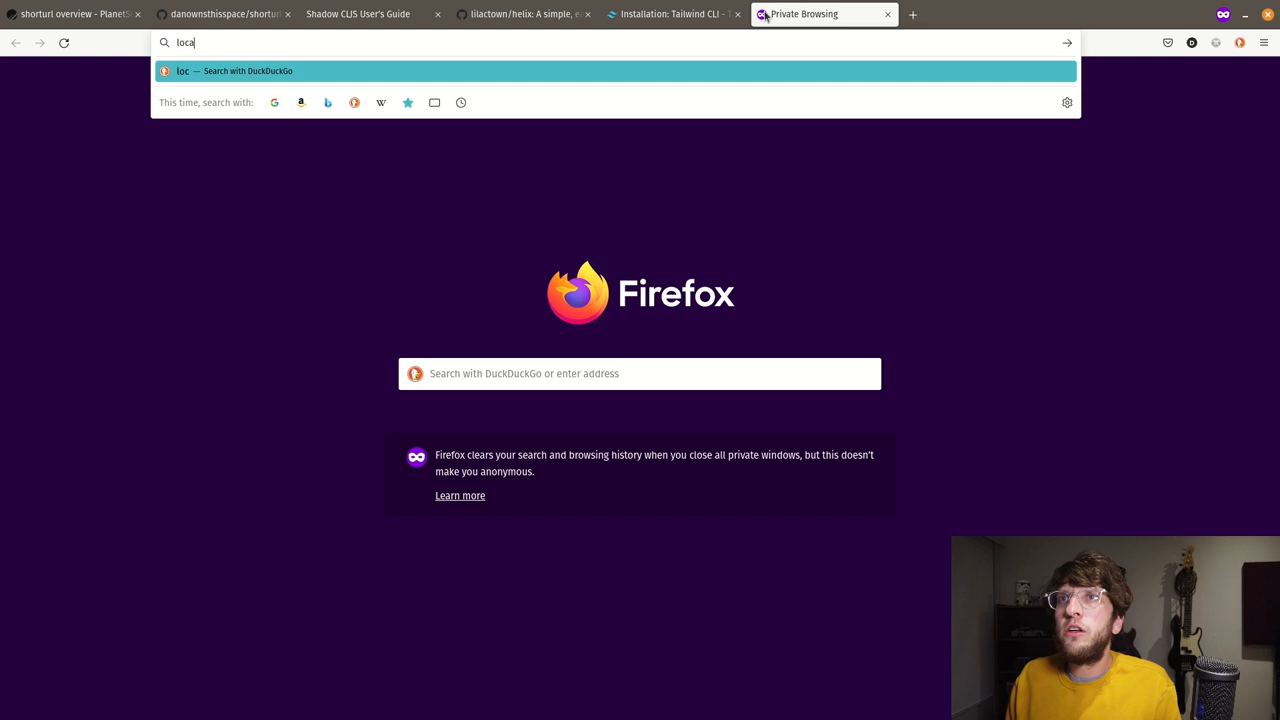 shorturl overview - PlanetS
danownsthisspace/shorturl
Shadow CLJS User's Guide
lilactown/helix: A simple, ea
Installation: Tailwind CLI - T
Private Browsing
loca
loc — Search with DuckDuckGo
This time, search with:
Firefox
Search with DuckDuckGo or enter address
Firefox clears your search and browsing history when you close all private windows, but this doesn't
make you anonymous.
Learn more